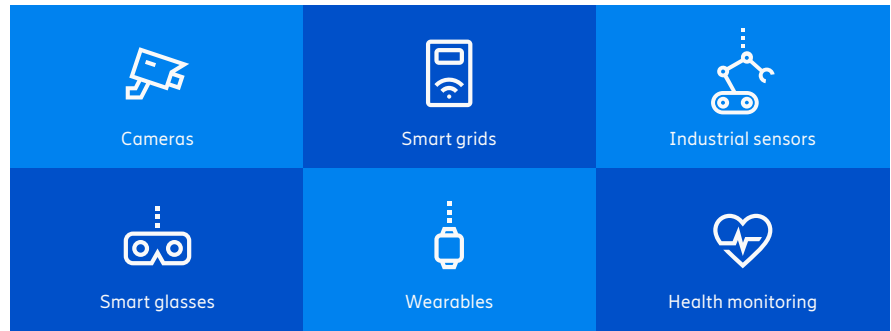 Cameras
Smart grids
Industrial sensors
Smart glasses
Wearables
Health monitoring